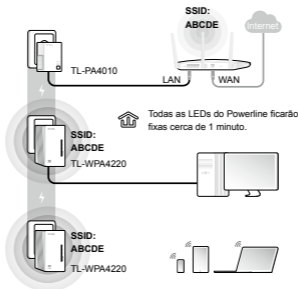 SSID:
ABCDE
Internet
TL-PA4010
LAN
WAN
Todas as LEDs do Powerline ficarão
fixas cerca de 1 minuto.
SSID:
ABCDE
TL-WPA4220
SSID:
ABCDE
TL-WPA4220